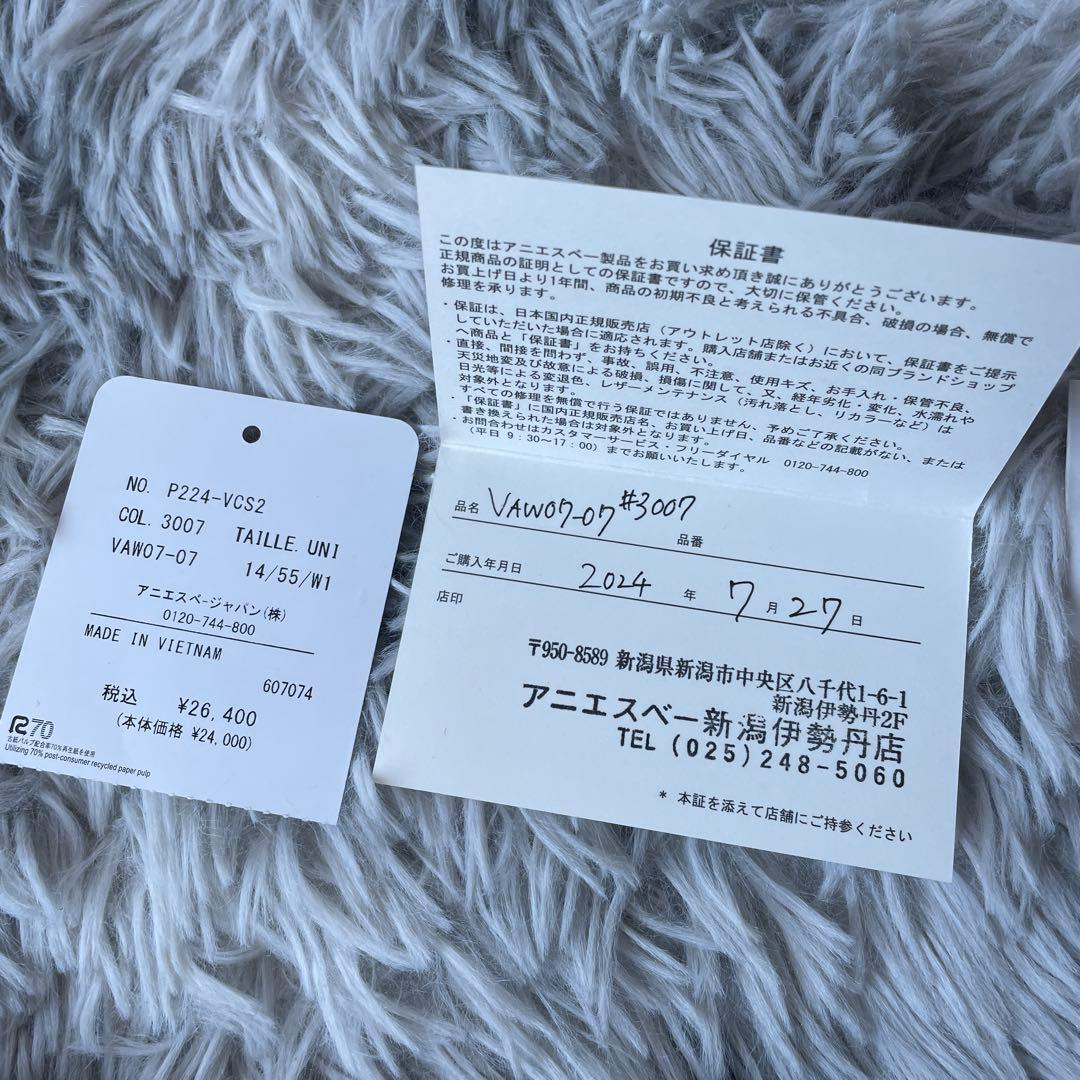 NO. P224-VCS2
COL. 3007 TAILLE. UNI
VAW07-07 14/55/W1
アニエスベージャパン(株)
0120-744-800
MADE IN VIETNAM
607074
税込 ¥26,400
(本体価格 ¥24,000)
R70
古紙パルプ配合率70%再生紙を使用
Utilizing 70% post-consumer recycled paper pulp
保証書
この度はアニエスベー製品をお買い求め頂き誠にありがとうございます。
正規商品の証明としての保証書ですので、大切に保管ください。
お買上げ日より1年間、商品の初期不良と考えられる不具合、破損の場合、無償で
修理を承ります。
・保証は、日本国内正規販売店（アウトレット店除く）において、保証書をご提示
していただいた場合に適応されます。購入店舗またはお近くの同ブランドショップ
へ商品と「保証書」をお持ちください。
・直接、間接を問わず、事故、誤用、不注意、使用キズ、お手入れ・保管不良、
天災地変及び故意による破損、損傷に関して、又、経年劣化・変化、水濡れや
日光等による変退色、レザーメンテナンス（汚れ落とし、リカラーなど）は
対象外となります。
すべての修理を無償で行う保証ではありません、予めご了承ください。
・「保証書」に国内正規販売店名、お買い上げ日、品番などの記載がない、または
書き換えられた場合は対象外となります。
お問合わせはカスタマーサービス・フリーダイヤル 0120-744-800
（平日 9：30〜17：00）までお願いいたします。
品名 VAW07-07 #3007 品番
ご購入年月日 2024 年 7 月 27 日
店印
〒950-8589 新潟県新潟市中央区八千代1-6-1
新潟伊勢丹2F
アニエスベー新潟伊勢丹店
TEL (025) 248-5060
* 本証を添えて店舗にご持参ください